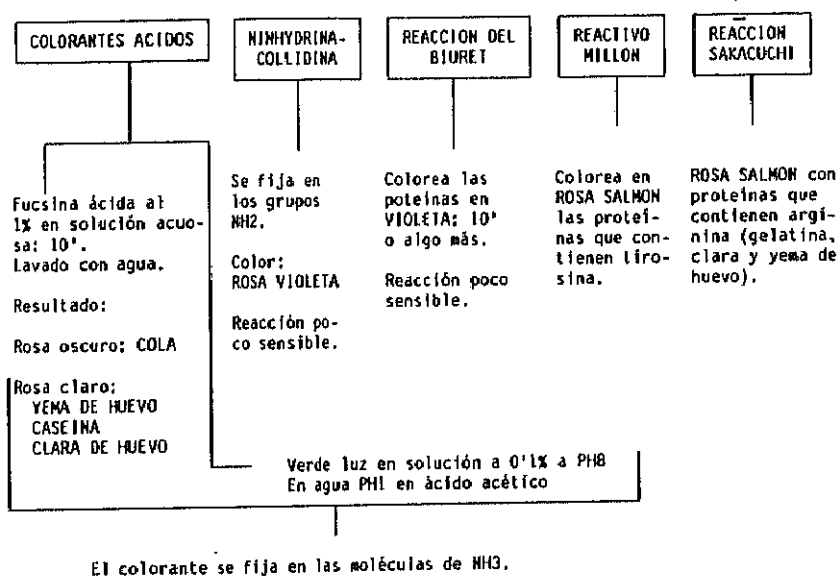 COLORANTES ACIDOS
NINHYDRINA-
COLLIDINA
REACCION DEL
BIURET
REACTIVO
MILLON
REACCION
SAKACUCHI
Fucsina ácida al
1% en solución acuo-
sa: 10'.
Lavado con agua.
Resultado:
Rosa oscuro: COLA
Rosa claro:
YEMA DE HUEVO
CASEINA
CLARA DE HUEVO
Se fija en
los grupos
NH2.
Color:
ROSA VIOLETA
Reacción po-
co sensible.
Colorea las
poteinas en
VIOLETA: 10'
o algo más.
Reacción poco
sensible.
Colorea en
ROSA SALMON
las protei-
nas que con-
tienen tiro-
sina.
ROSA SALMON con
proteinas que
contienen argi-
nina (gelatina,
clara y yema de
huevo).
Verde luz en solución a 0'1% a PH8
En agua PH1 en ácido acético
El colorante se fija en las moléculas de NH3.